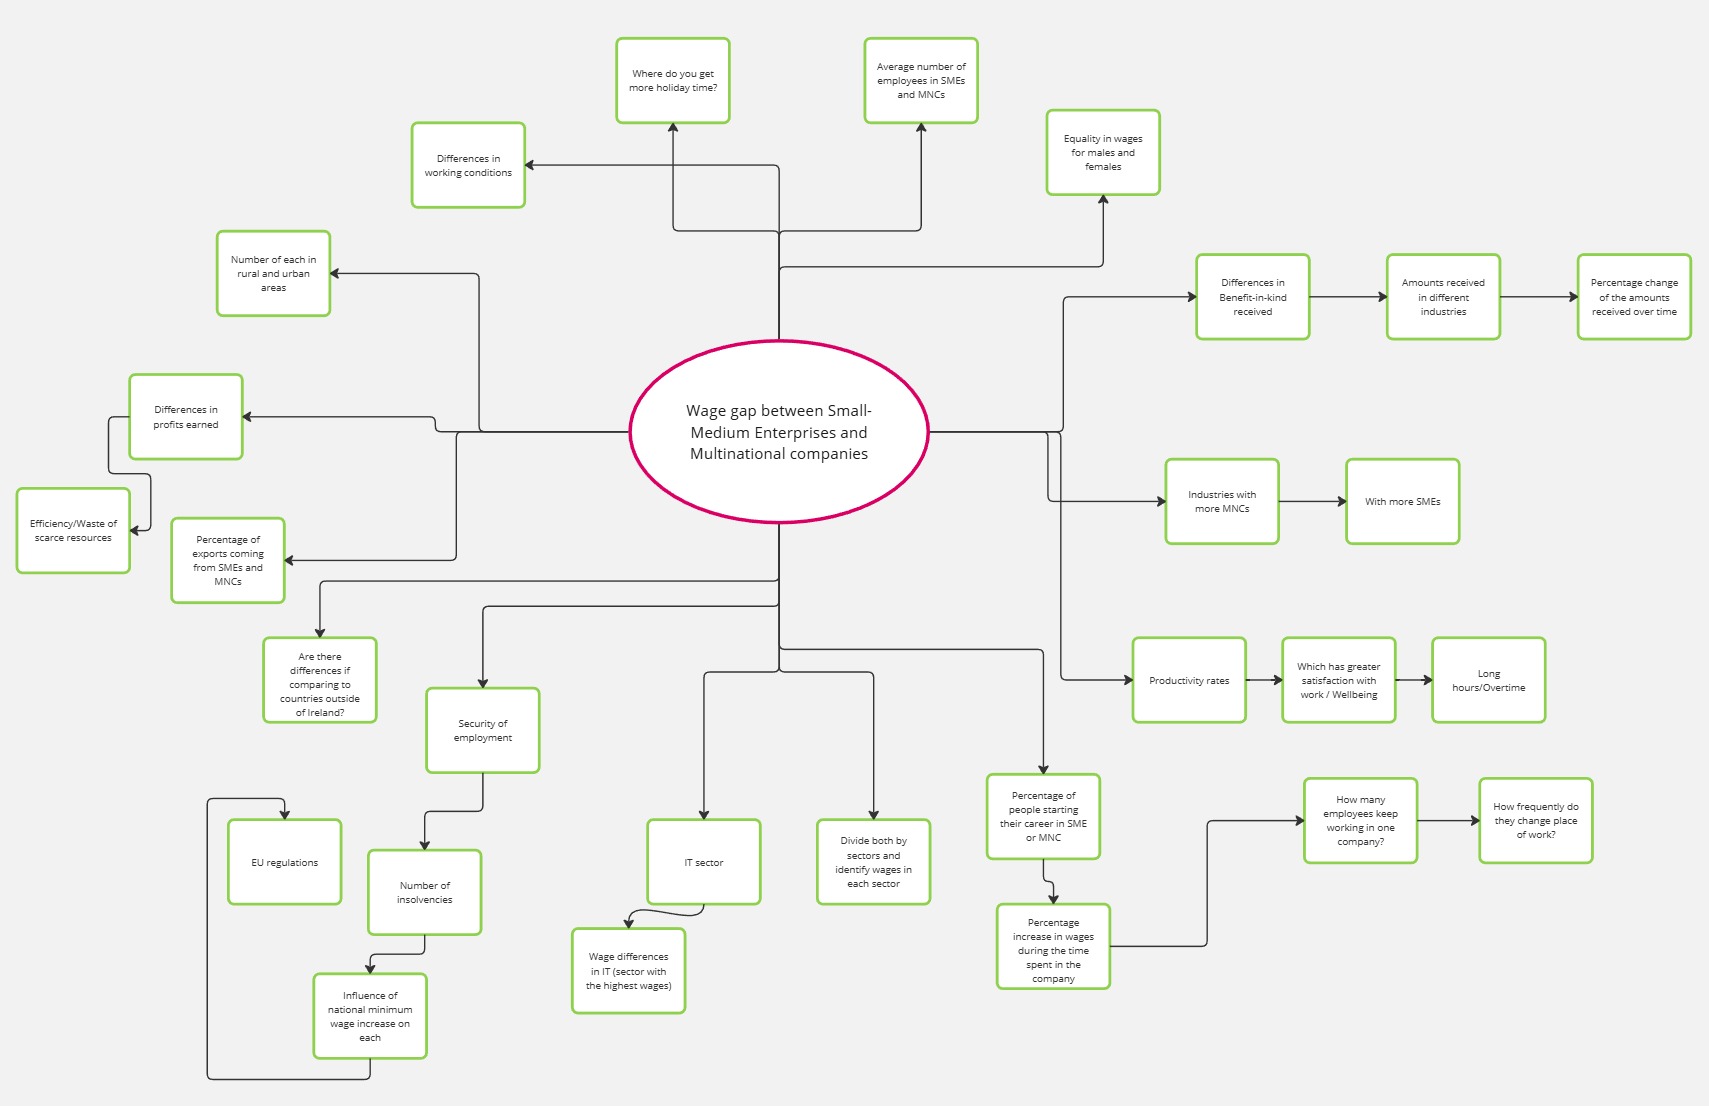 Where do you get
more holiday time?
Average number of
employees in SMEs
and MNCs
Equality in wages
for males and
females
Differences in
working conditions
Number of each in
rural and urban
areas
Differences in
Benefit-in-kind
received
Amounts received
in different
industries
Percentage change
of the amounts
received over time
Differences in
profits earned
Wage gap between Small-
Medium Enterprises and
Multinational companies
Efficiency/Waste of
scarce resources
Percentage of
exports coming
from SMEs and
MNCs
Industries with
more MNCs
With more SMEs
Are there
differences if
comparing to
countries outside
of Ireland?
Security of
employment
Productivity rates
Which has greater
satisfaction with
work / Wellbeing
Long
hours/Overtime
EU regulations
Number of
insolvencies
IT sector
Divide both by
sectors and
identify wages in
each sector
Percentage of
people starting
their career in SME
or MNC
How many
employees keep
working in one
company?
How frequently do
they change place
of work?
Influence of
national minimum
wage increase on
each
Wage differences
in IT (sector with
the highest wages)
Percentage
increase in wages
during the time
spent in the
company